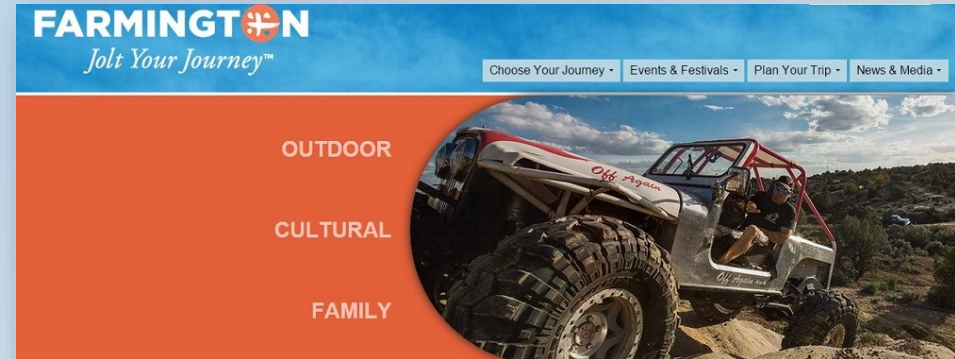 FARMINGTON
Jolt Your Journey™
Choose Your Journey
Events & Festivals
Plan Your Trip
News & Media
OUTDOOR
CULTURAL
FAMILY
Off Again
Off Again 4x4